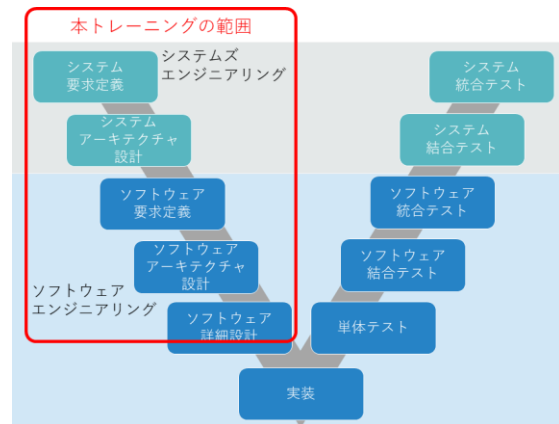 本トレーニングの範囲
システムズ
エンジニアリング
システム
要求定義
システム
アーキテクチャ
設計
ソフトウェア
要求定義
ソフトウェア
アーキテクチャ
設計
ソフトウェア
エンジニアリング
ソフトウェア
詳細設計
実装
単体テスト
ソフトウェア
結合テスト
ソフトウェア
統合テスト
システム
結合テスト
システム
統合テスト